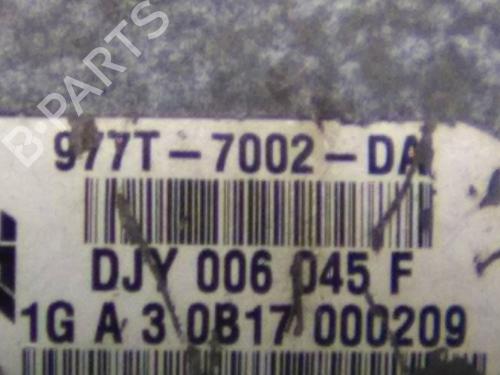 B-PARTS
977T-7002-DA
DJY 006 045 F
1G A 3 0B17 000209